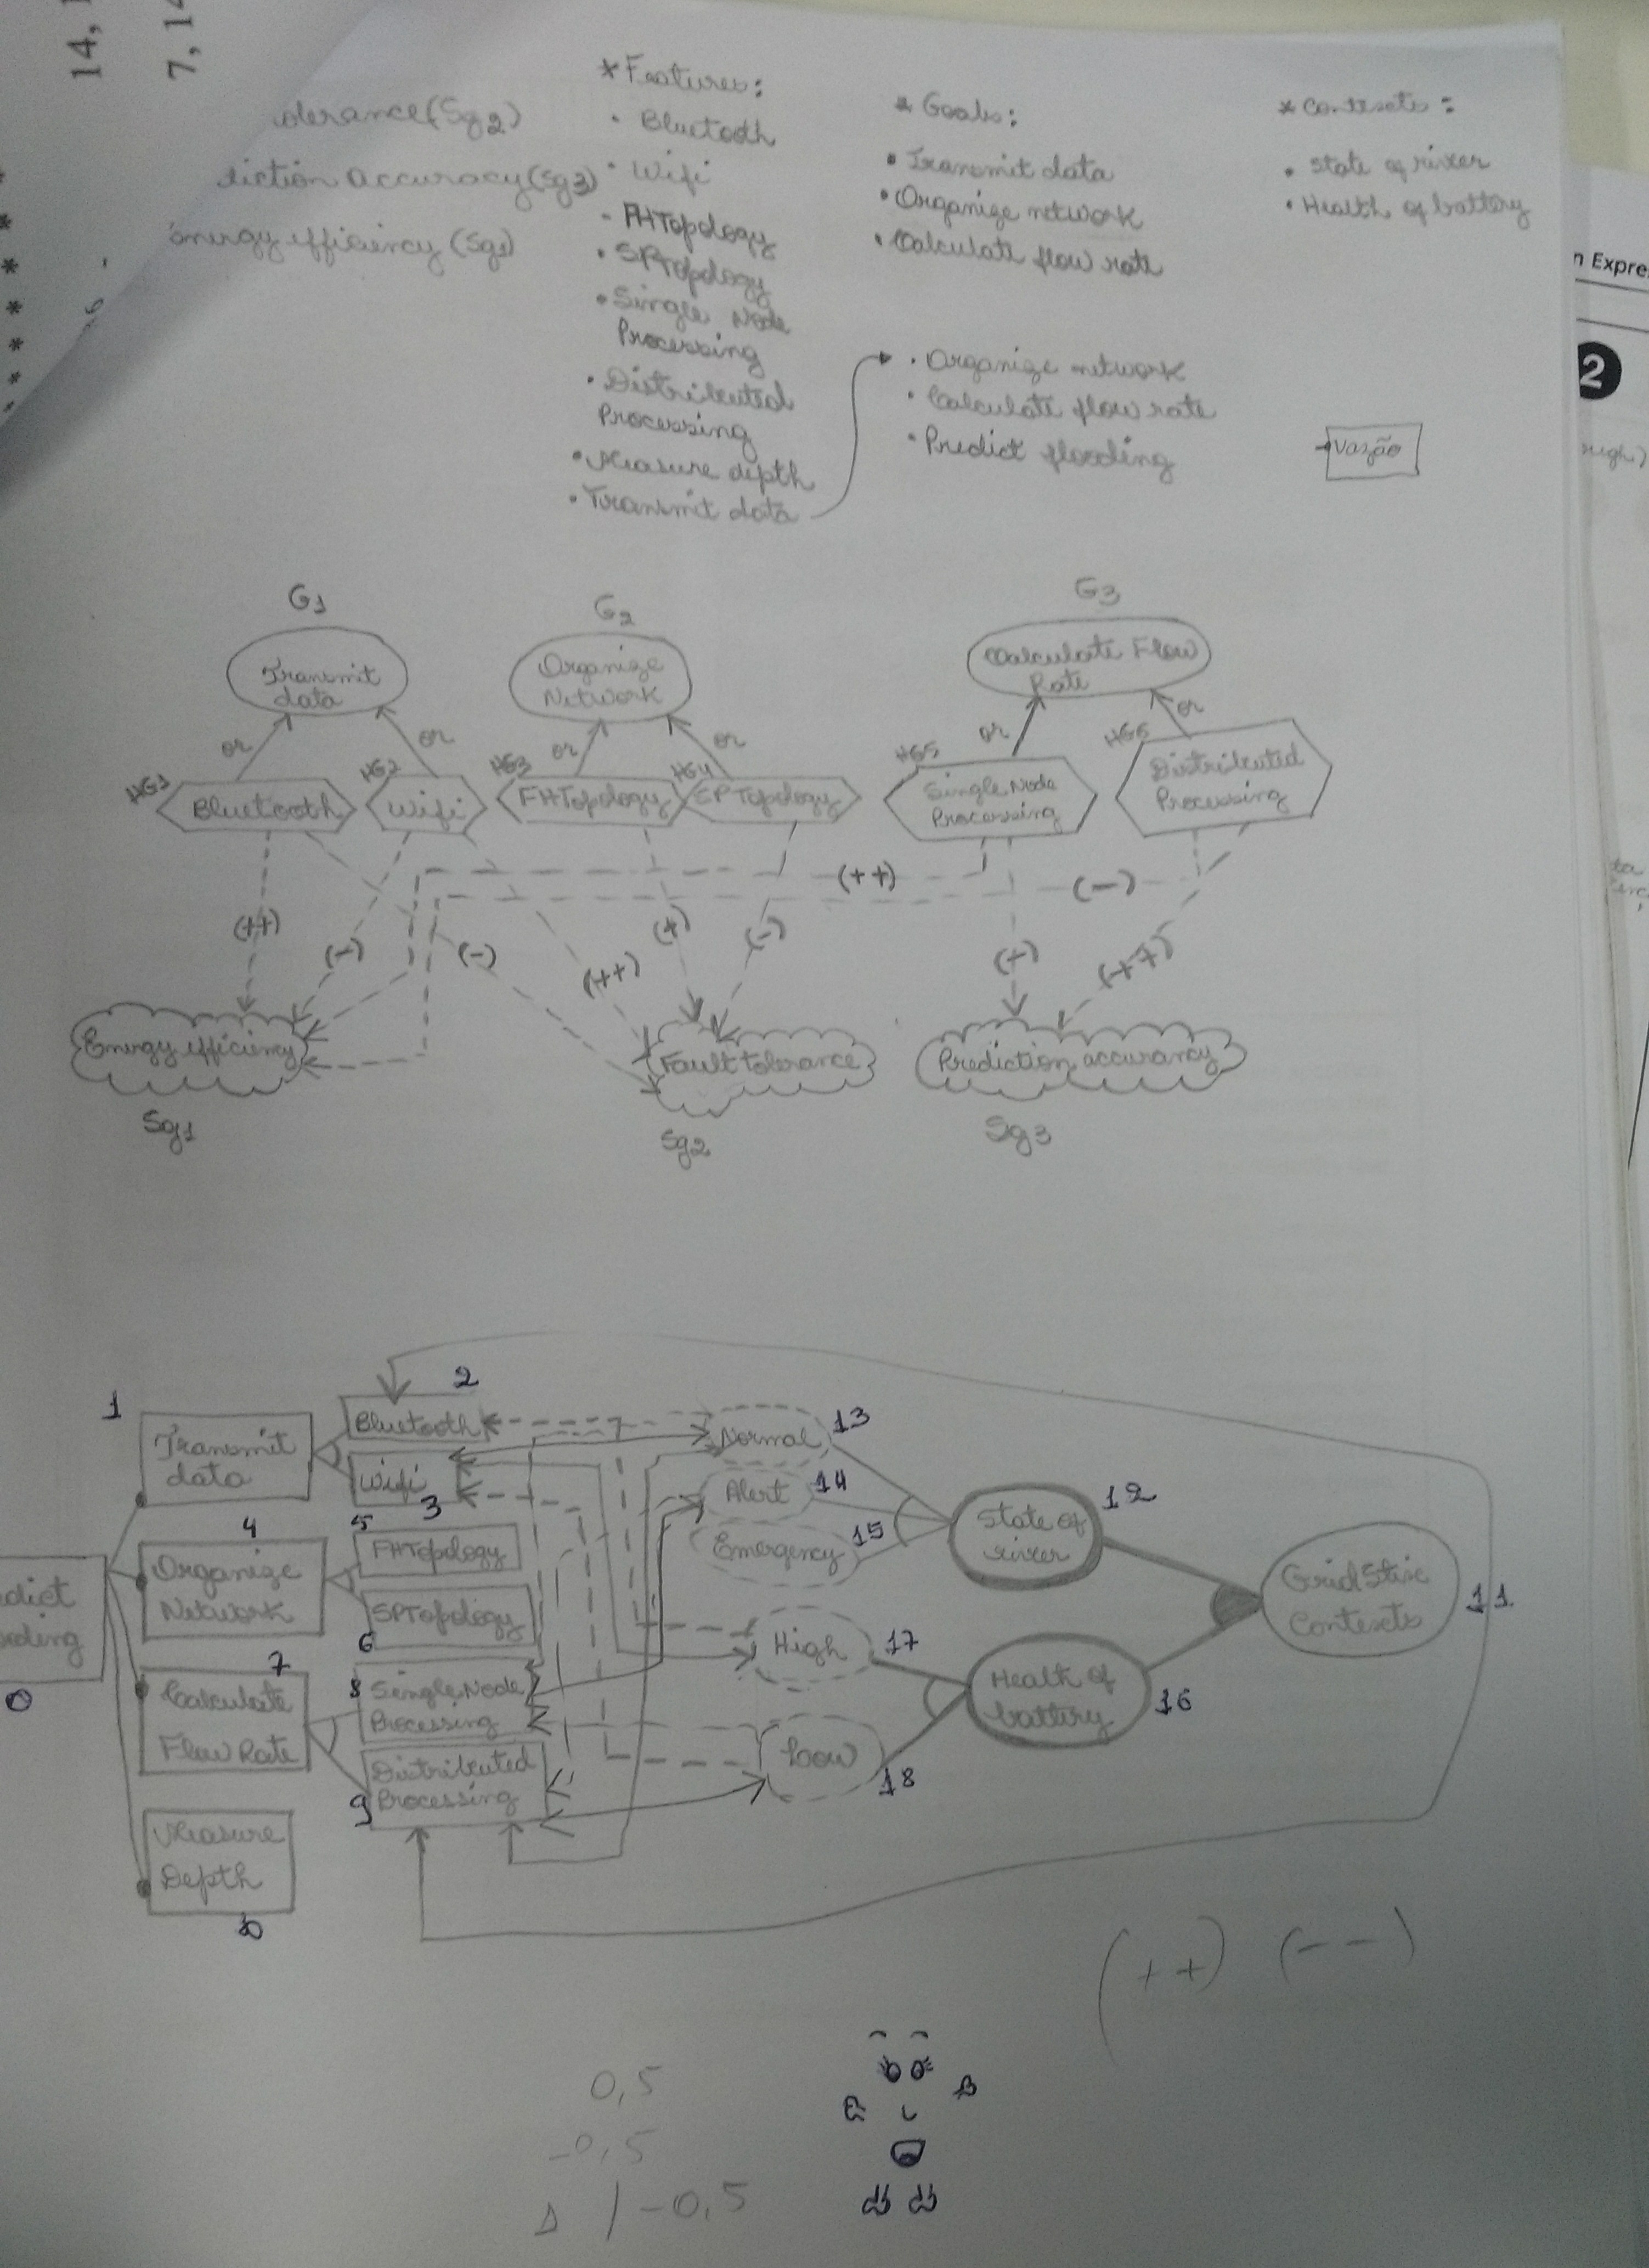 14,
7, 14
olerance (Sg2)
diction Accuracy (Sg3)
energy efficiency (Sg1)
* Features:
• Bluetooth
• Wifi
- FHTopology
• SPTopology
• Single Node
Processing
• Distributed
Processing
• Measure depth
• Transmit data
* Goals:
• Transmit data
• Organize network
• Calculate flow rate
• Organize network
• Calculate flow rate
• Predict flooding
* Contexts:
• State of river
• Health of battery
Vazão
n Expre
2
G1
G2
G3
Transmit
data
Organize
Network
Calculate Flow
Rate
or
or
or
or
or
or
HG1
HG2
HG3
HG4
HG5
HG6
Bluetooth
Wifi
FHTopology
SPTopology
Single Node
Processing
Distributed
Processing
(++)
(-)
(++)
(-)
(-)
(++)
(+)
(-)
(+)
(++)
Energy efficiency
Fault tolerance
Prediction accurancy
Sg1
Sg2
Sg3
1
2
Transmit
data
Bluetooth
Wifi
3
Normal
13
Alert
14
Emergency
15
State of
river
12
4
5
Organize
Network
FHTopology
SPTopology
6
Grid Stix
Contexts
11
edict
oding
0
7
Calculate
Flow Rate
8
Single Node
Processing
High
17
Health of
battery
16
Distributed
Processing
9
Low
18
Measure
Depth
10
(++) (--)
0,5
-0,5
| -0,5